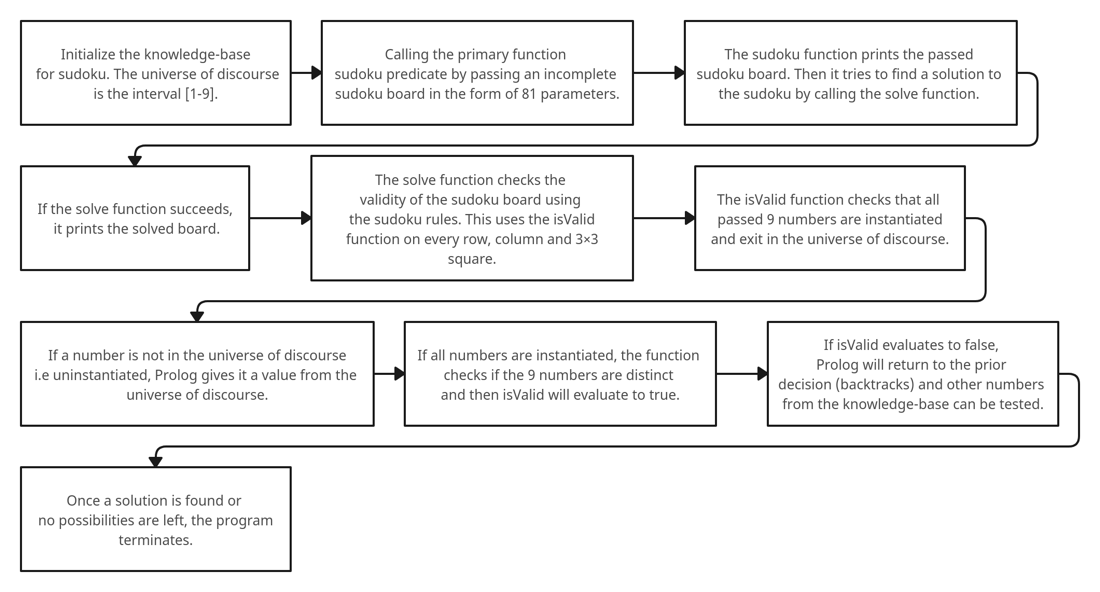 Initialize the knowledge-base
for sudoku. The universe of discourse
is the interval [1-9].
Calling the primary function
sudoku predicate by passing an incomplete
sudoku board in the form of 81 parameters.
The sudoku function prints the passed
sudoku board. Then it tries to find a solution to
the sudoku by calling the solve function.
If the solve function succeeds,
it prints the solved board.
The solve function checks the
validity of the sudoku board using
the sudoku rules. This uses the isValid
function on every row, column and 3×3
square.
The isValid function checks that all
passed 9 numbers are instantiated
and exit in the universe of discourse.
If a number is not in the universe of discourse
i.e uninstantiated, Prolog gives it a value from the
universe of discourse.
If all numbers are instantiated, the function
checks if the 9 numbers are distinct
and then isValid will evaluate to true.
If isValid evaluates to false,
Prolog will return to the prior
decision (backtracks) and other numbers
from the knowledge-base can be tested.
Once a solution is found or
no possibilities are left, the program
terminates.